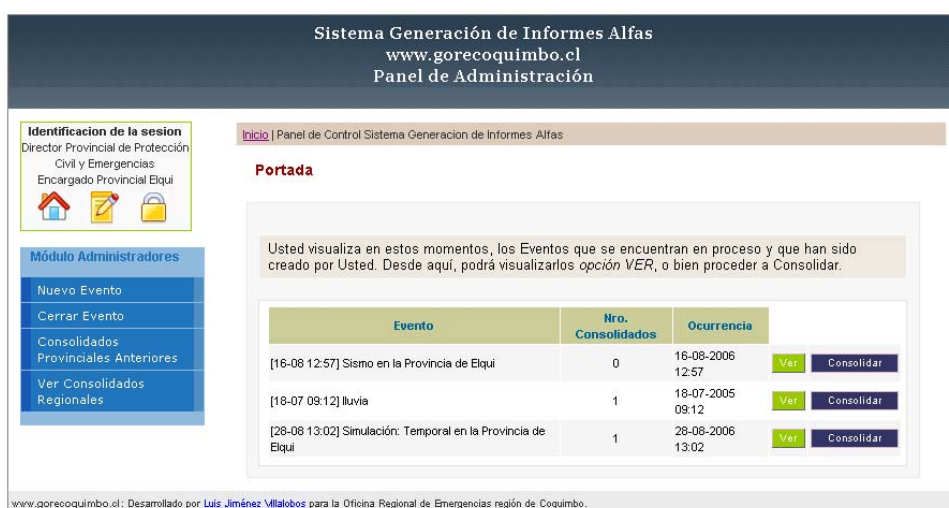 Sistema Generación de Informes Alfas
www.gorecoquimbo.cl
Panel de Administración
Identificacion de la sesion
Director Provincial de Protección
Civil y Emergencias
Encargado Provincial Elqui
Inicio | Panel de Control Sistema Generacion de Informes Alfas
Portada
Usted visualiza en estos momentos, los Eventos que se encuentran en proceso y que han sido
creado por Usted. Desde aquí, podrá visualizarlos opción VER, o bien proceder a Consolidar.
Módulo Administradores
Nuevo Evento
Cerrar Evento
Consolidados
Provinciales Anteriores
Ver Consolidados
Regionales
Evento
Nro.
Consolidados
Ocurrencia
[16-08 12:57] Sismo en la Provincia de Elqui
0
16-08-2006
12:57
Ver
Consolidar
[18-07 09:12] lluvia
1
18-07-2005
09:12
Ver
Consolidar
[28-08 13:02] Simulación: Temporal en la Provincia de
Elqui
1
28-08-2006
13:02
Ver
Consolidar
www.gorecoquimbo.cl: Desarrollado por Luis Jiménez Villalobos para la Oficina Regional de Emergencias región de Coquimbo.